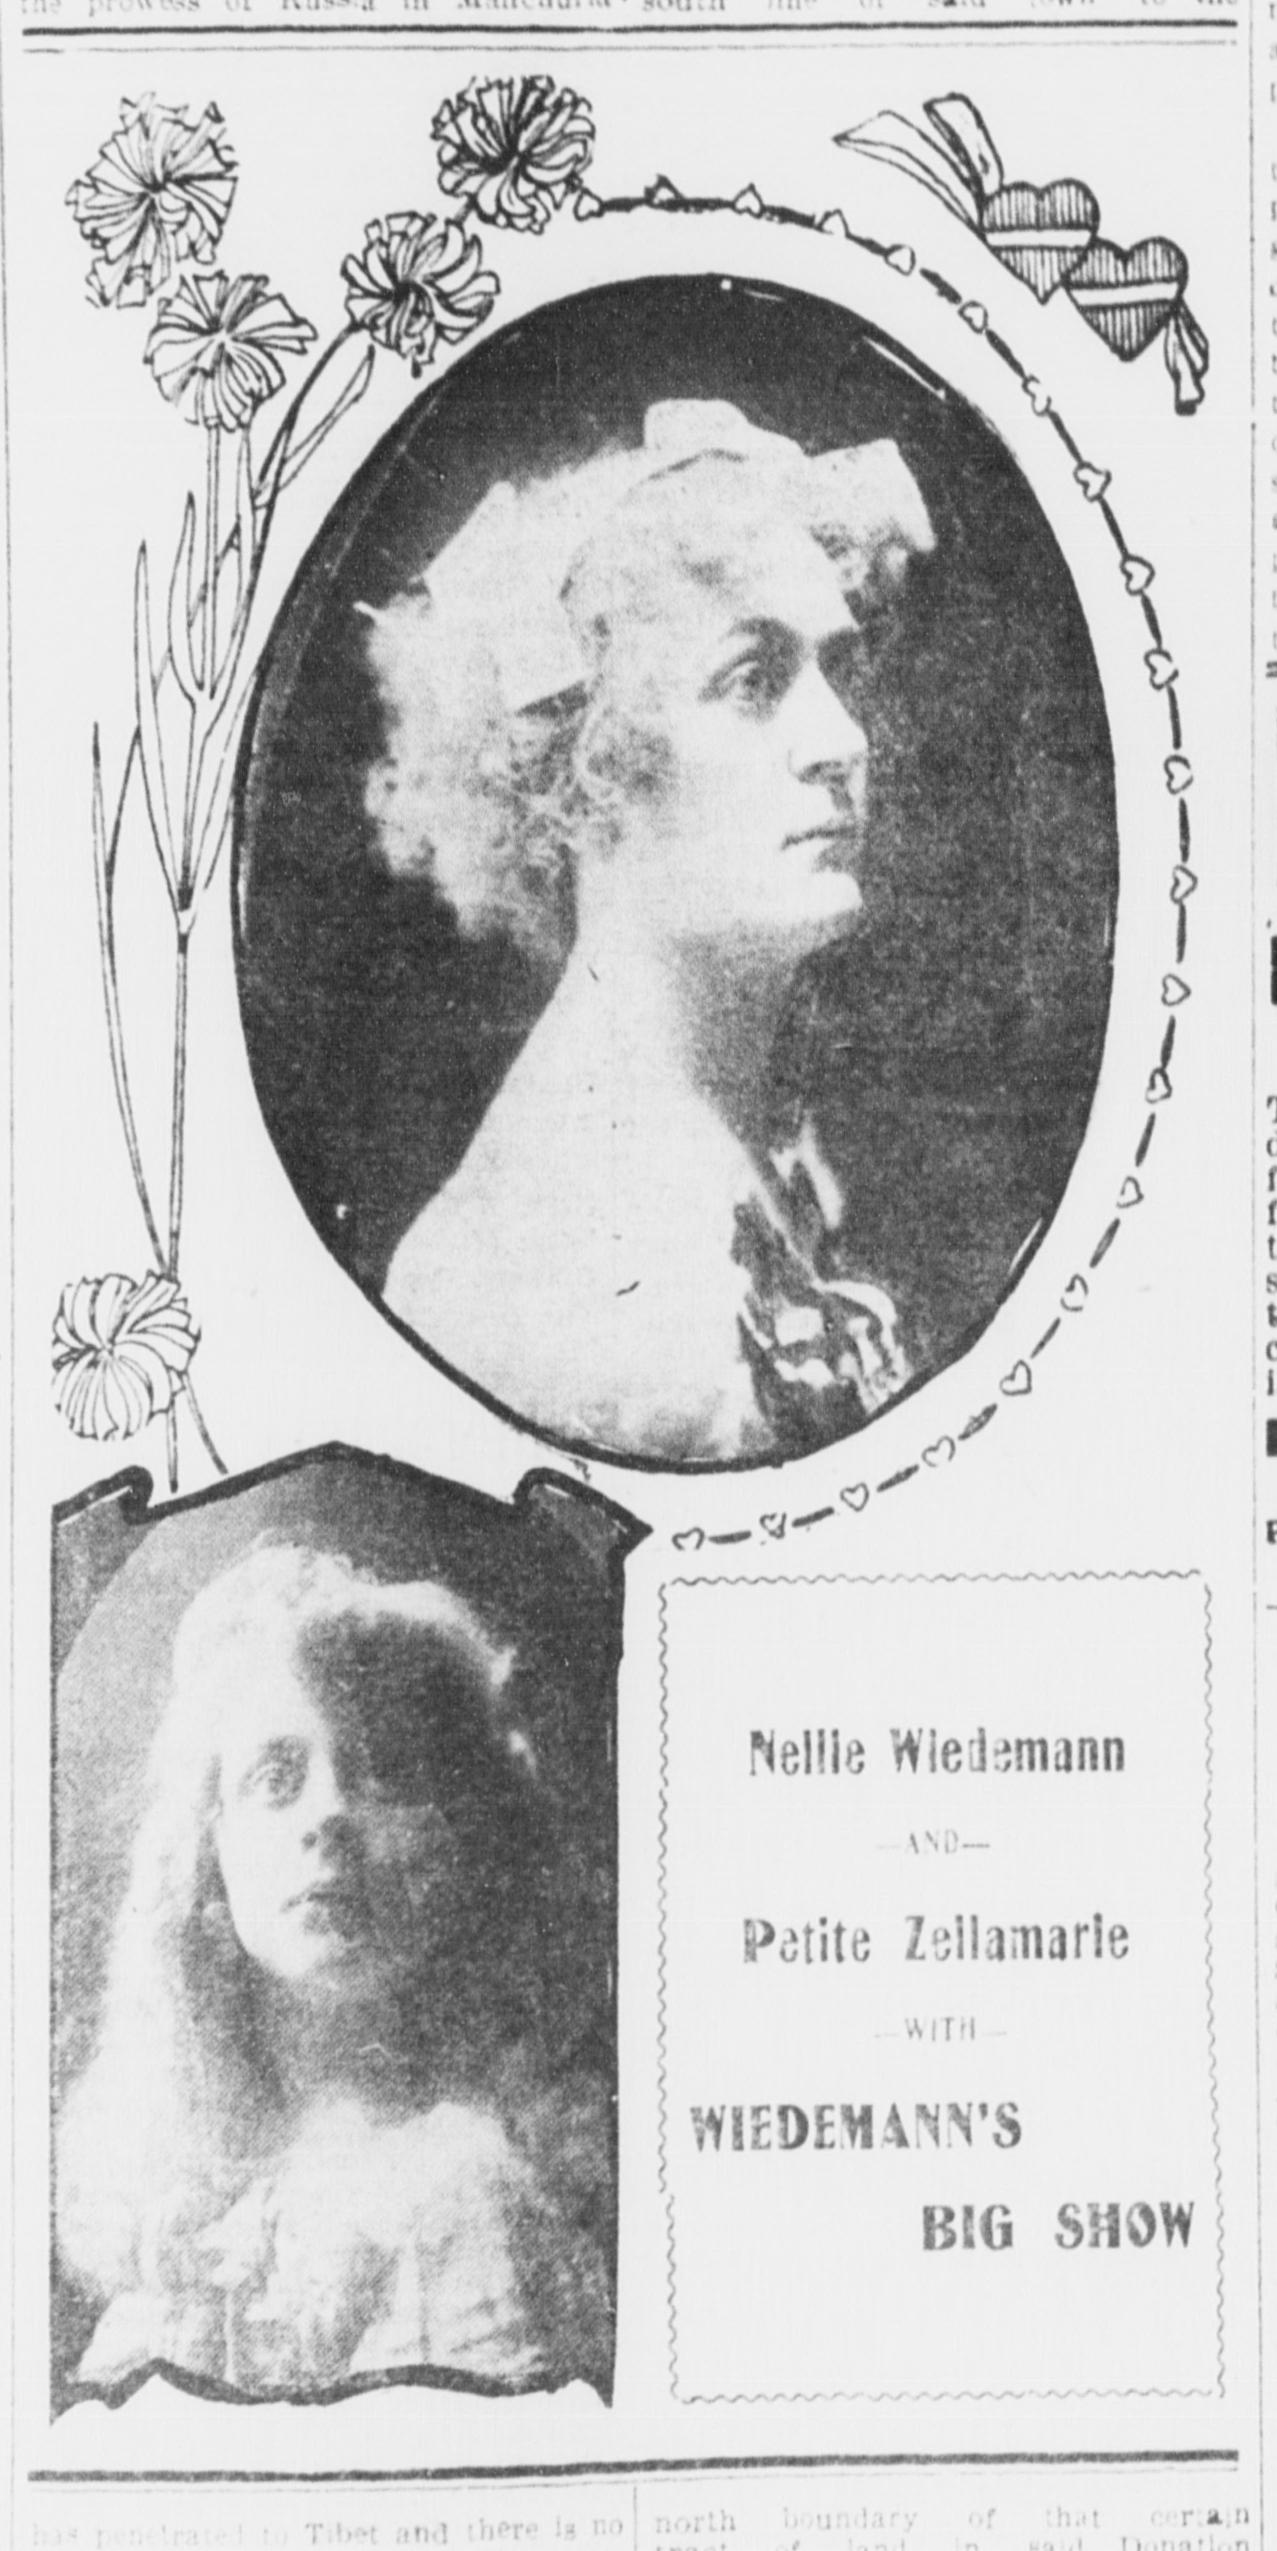 the prowess of Russia in Manchuria
south line of said town to the
Nellie Wiedemann
—AND—
Petite Zellamarie
—WITH—
WIEDEMANN'S
BIG SHOW
has penetrated to Tibet and there is no
north boundary of that certain
tract of land in said Donation